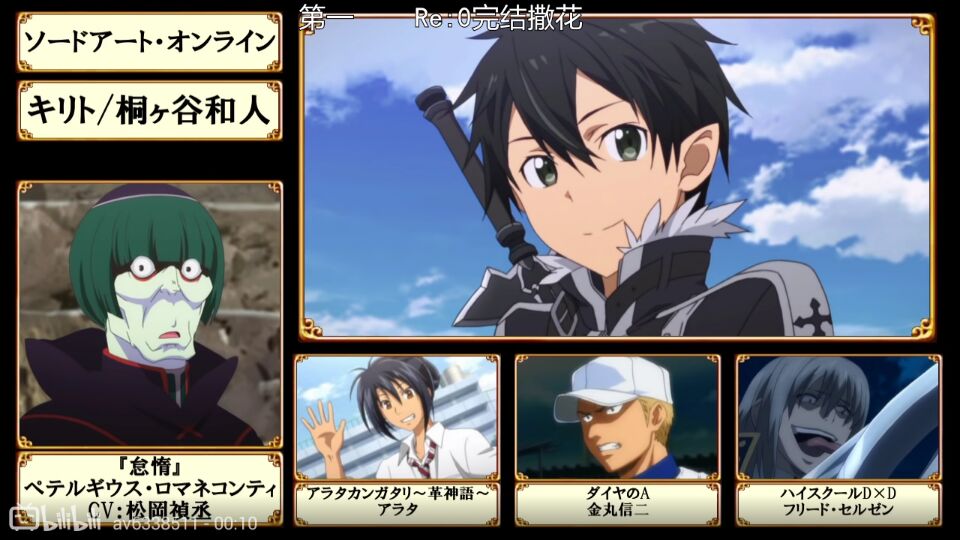 第一 Re:0完结撒花
ソードアート・オンライン
キリト/桐ヶ谷和人
『怠惰』
ペテルギウス・ロマネコンティ
CV:松岡禎丞
bilibili av6338511 - 00:10
アラタカンガタリ～革神語～
アラタ
ダイヤのA
金丸信二
ハイスクールD×D
フリード・セルゼン